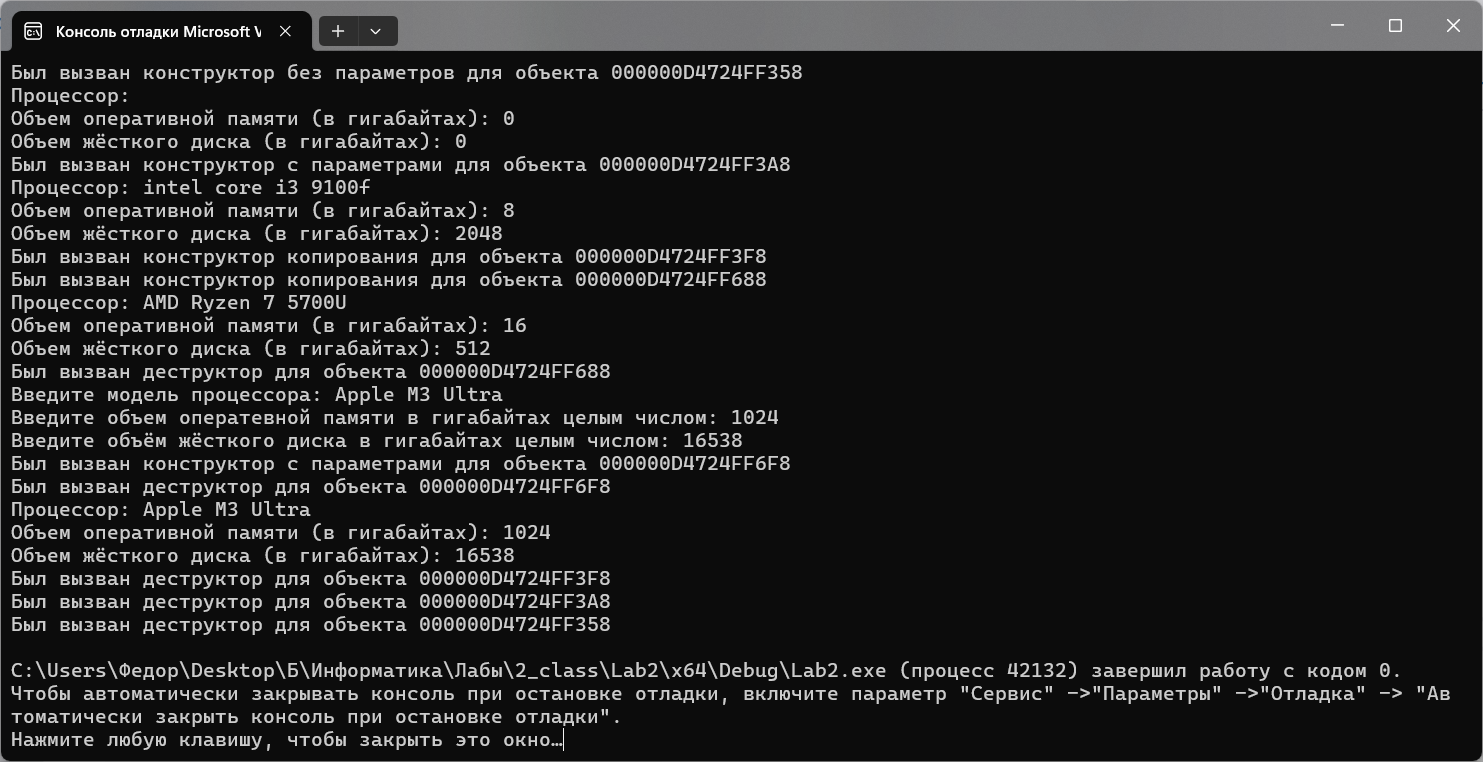 Консоль отладки Microsoft V
Был вызван конструктор без параметров для объекта 000000D4724FF358
Процессор:
Объем оперативной памяти (в гигабайтах): 0
Объем жёсткого диска (в гигабайтах): 0
Был вызван конструктор с параметрами для объекта 000000D4724FF3A8
Процессор: intel core i3 9100f
Объем оперативной памяти (в гигабайтах): 8
Объем жёсткого диска (в гигабайтах): 2048
Был вызван конструктор копирования для объекта 000000D4724FF3F8
Был вызван конструктор копирования для объекта 000000D4724FF688
Процессор: AMD Ryzen 7 5700U
Объем оперативной памяти (в гигабайтах): 16
Объем жёсткого диска (в гигабайтах): 512
Был вызван деструктор для объекта 000000D4724FF688
Введите модель процессора: Apple M3 Ultra
Введите объем оператевной памяти в гигабайтах целым числом: 1024
Введите объём жёсткого диска в гигабайтах целым числом: 16538
Был вызван конструктор с параметрами для объекта 000000D4724FF6F8
Был вызван деструктор для объекта 000000D4724FF6F8
Процессор: Apple M3 Ultra
Объем оперативной памяти (в гигабайтах): 1024
Объем жёсткого диска (в гигабайтах): 16538
Был вызван деструктор для объекта 000000D4724FF3F8
Был вызван деструктор для объекта 000000D4724FF3A8
Был вызван деструктор для объекта 000000D4724FF358
C:\Users\Федор\Desktop\Б\Информатика\Лабы\2_class\Lab2\x64\Debug\Lab2.exe (процесс 42132) завершил работу с кодом 0.
Чтобы автоматически закрывать консоль при остановке отладки, включите параметр "Сервис" ->"Параметры" ->"Отладка" -> "Ав
томатически закрыть консоль при остановке отладки".
Нажмите любую клавишу, чтобы закрыть это окно…